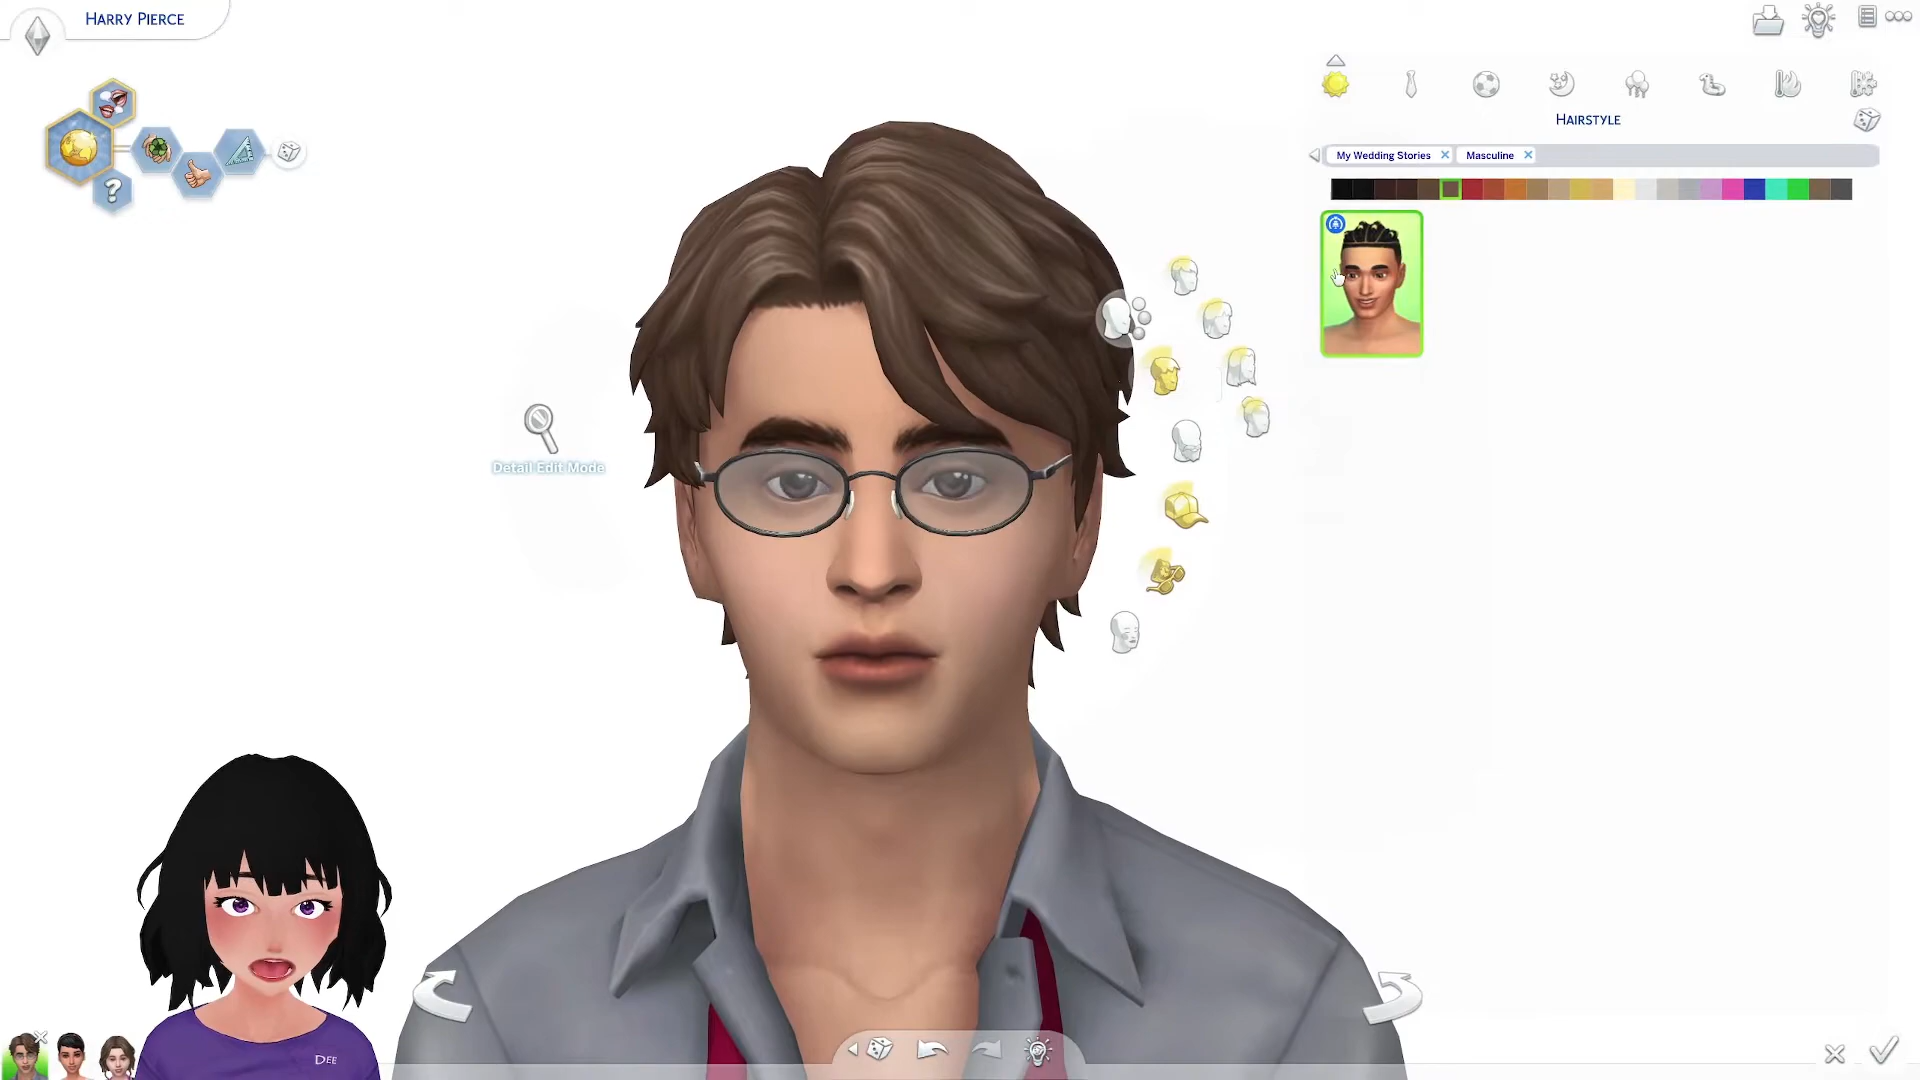 HARRY PIERCE
HAIRSTYLE
My Wedding Stories
Masculine
Detail Edit Mode
DEE